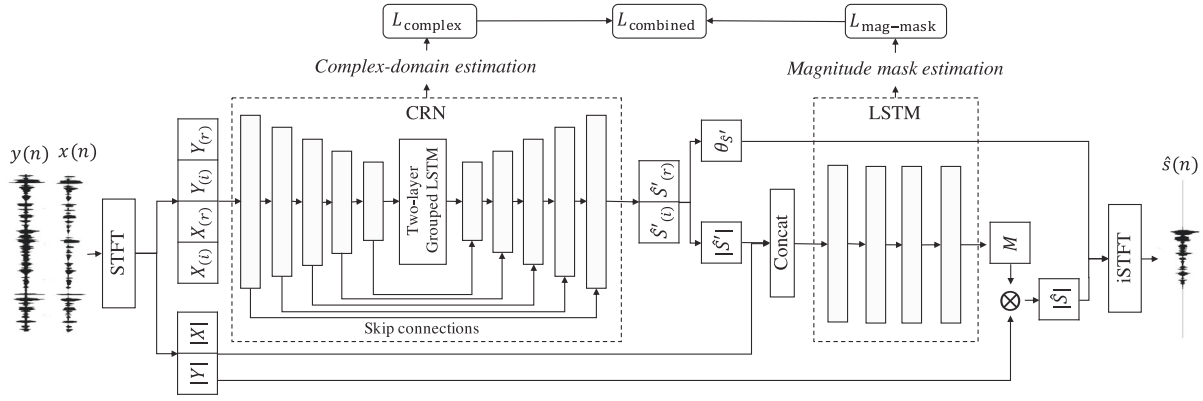 L_complex
L_combined
L_mag-mask
Complex-domain estimation
Magnitude mask estimation
CRN
LSTM
y(n)
x(n)
STFT
Y_(r)
Y_(i)
X_(r)
X_(i)
|X|
|Y|
Two-layer
Grouped LSTM
Skip connections
Ŝ'_(r)
Ŝ'_(i)
θ_Ŝ'
|Ŝ'|
Concat
M
⊗
|Ŝ|
iSTFT
ŝ(n)